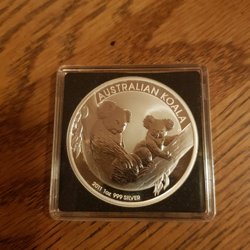 AUSTRALIAN KOALA
2011 1oz 999 SILVER